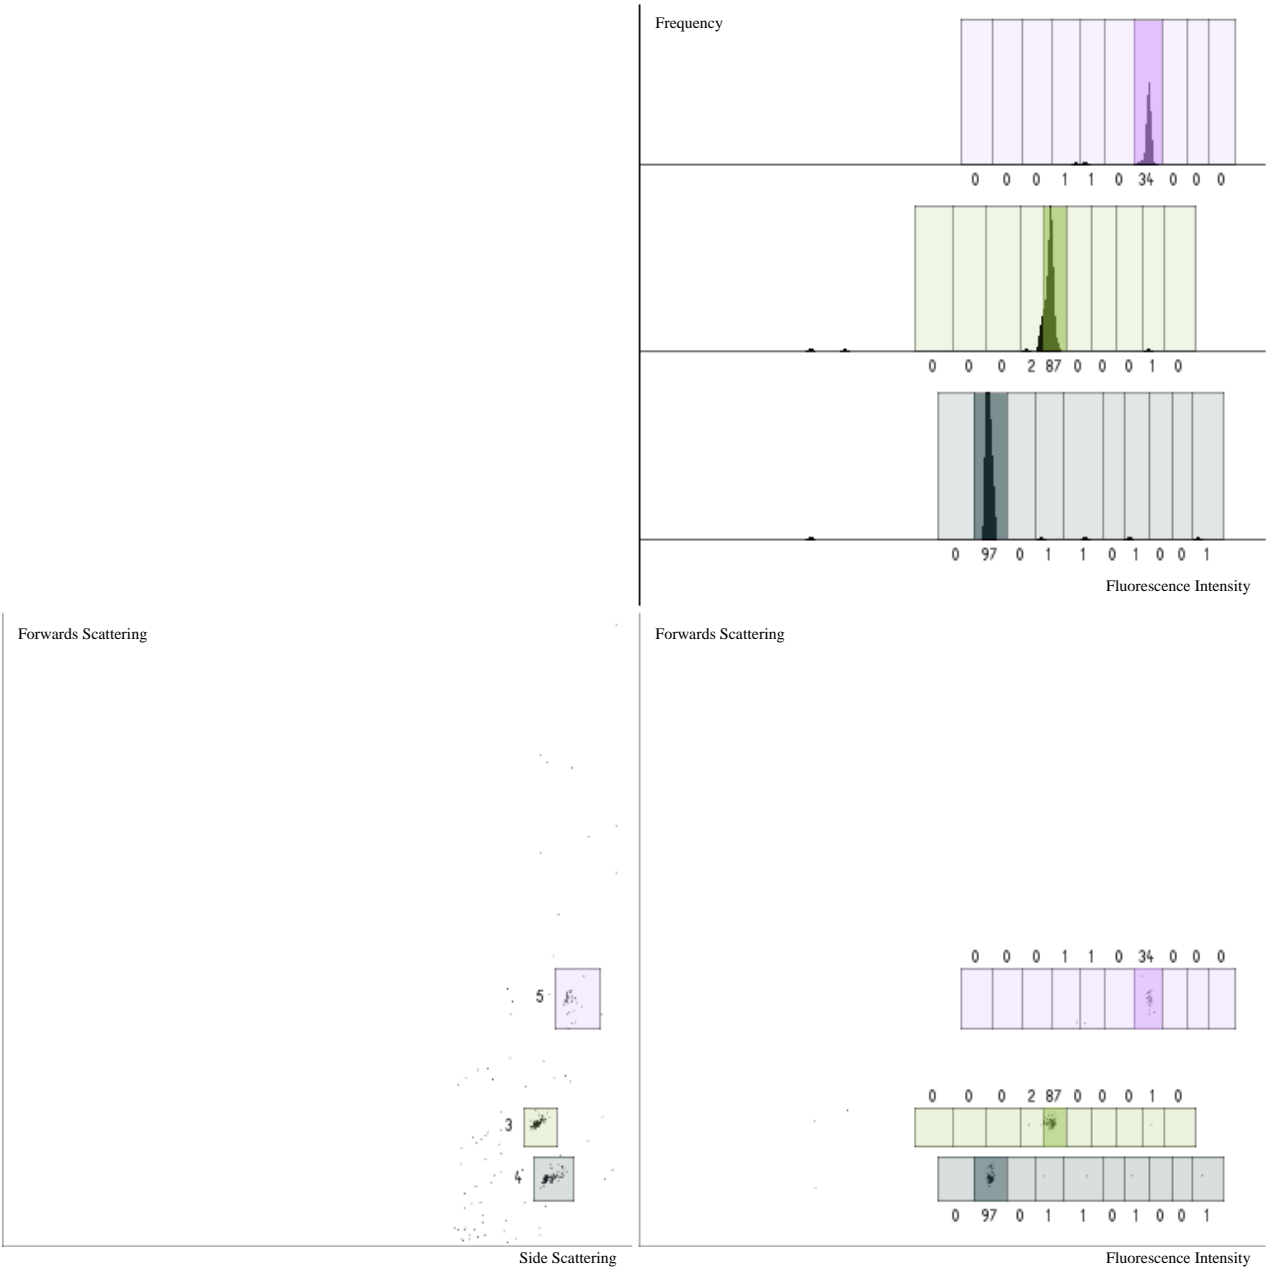 Frequency
0 0 0 1 1 0 34 0 0 0
0 0 0 2 87 0 0 0 1 0
0 97 0 1 1 0 1 0 0 1
Fluorescence Intensity
Forwards Scattering
5
3
4
Side Scattering
Forwards Scattering
0 0 0 1 1 0 34 0 0 0
0 0 0 2 87 0 0 0 1 0
0 97 0 1 1 0 1 0 0 1
Fluorescence Intensity